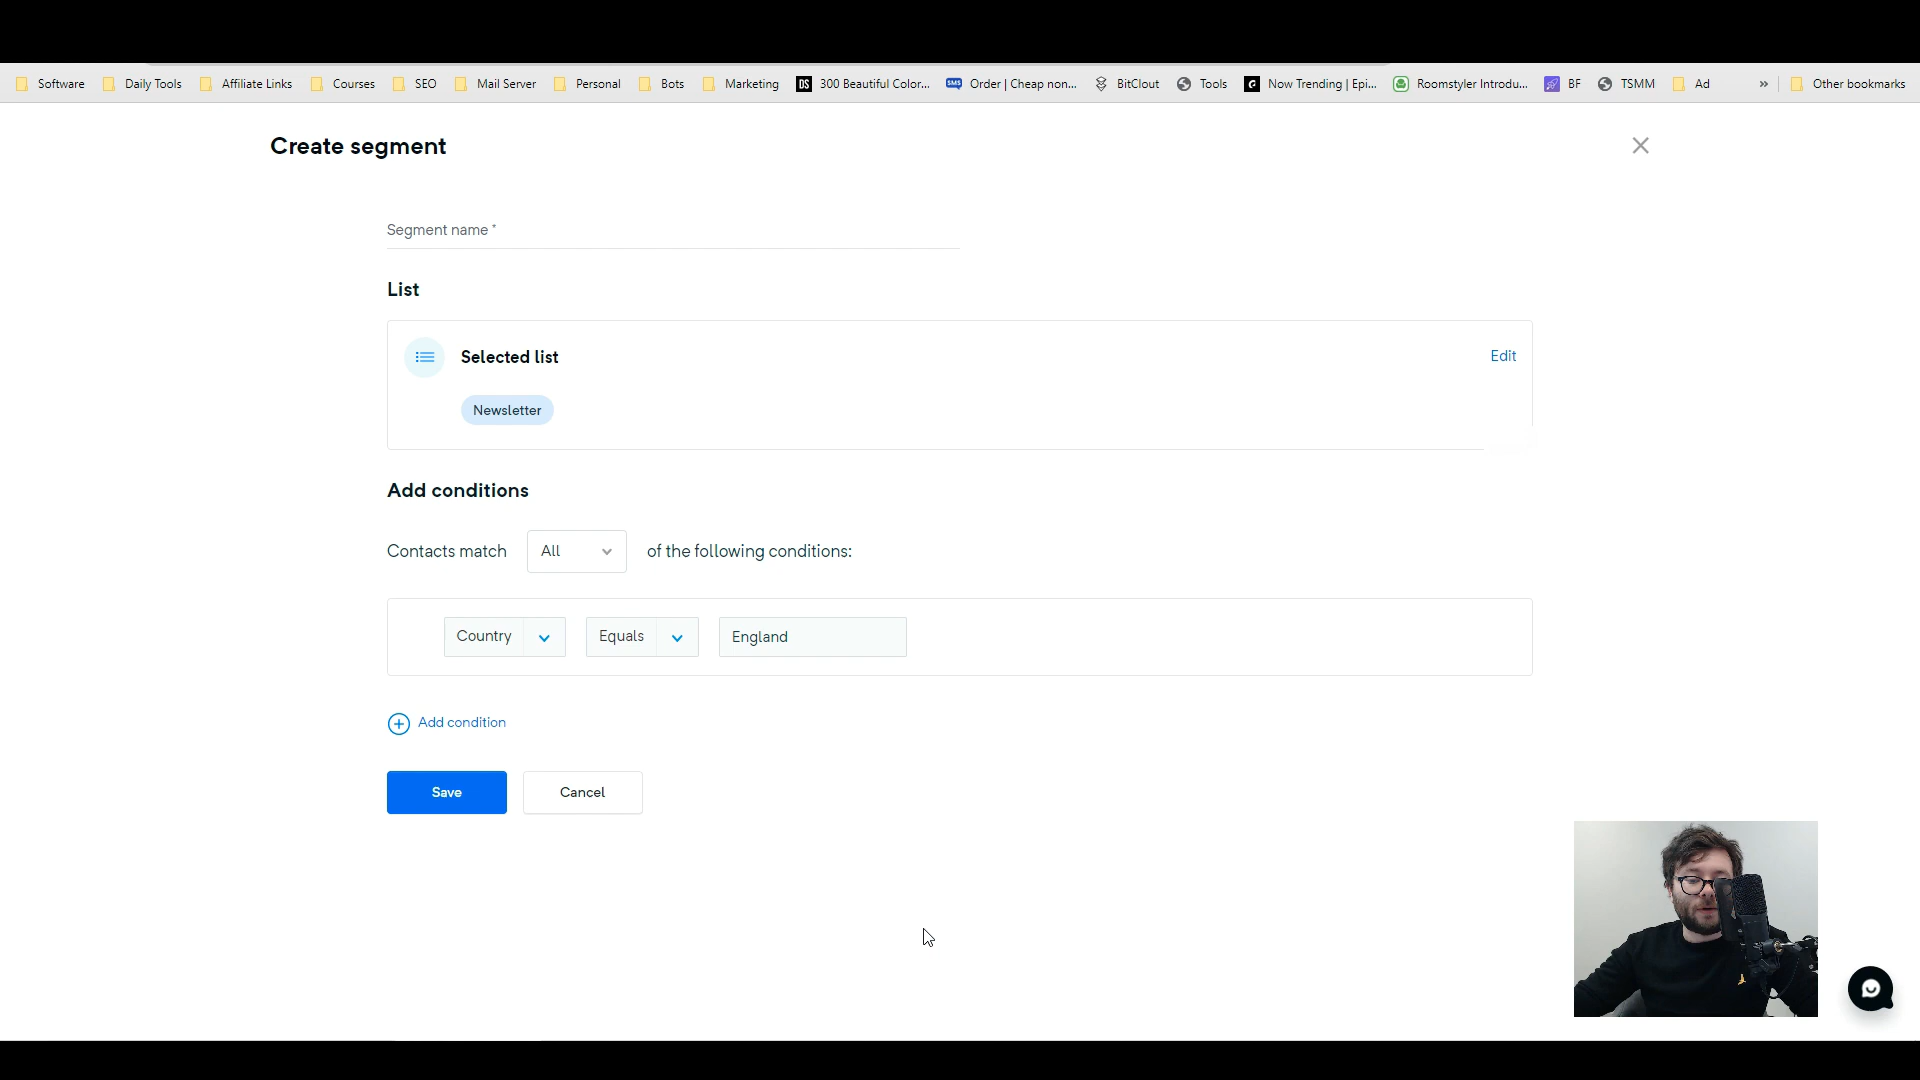 Software Daily Tools Affiliate Links Courses SEO Mail Server Personal Bots Marketing DS 300 Beautiful Color... SMS Order | Cheap non... BitClout Tools G Now Trending | Epi... Roomstyler Introdu... BF TSMM Ad » Other bookmarks
Create segment
Segment name *
List
Selected list
Edit
Newsletter
Add conditions
Contacts match All of the following conditions:
Country Equals England
Add condition
Save Cancel